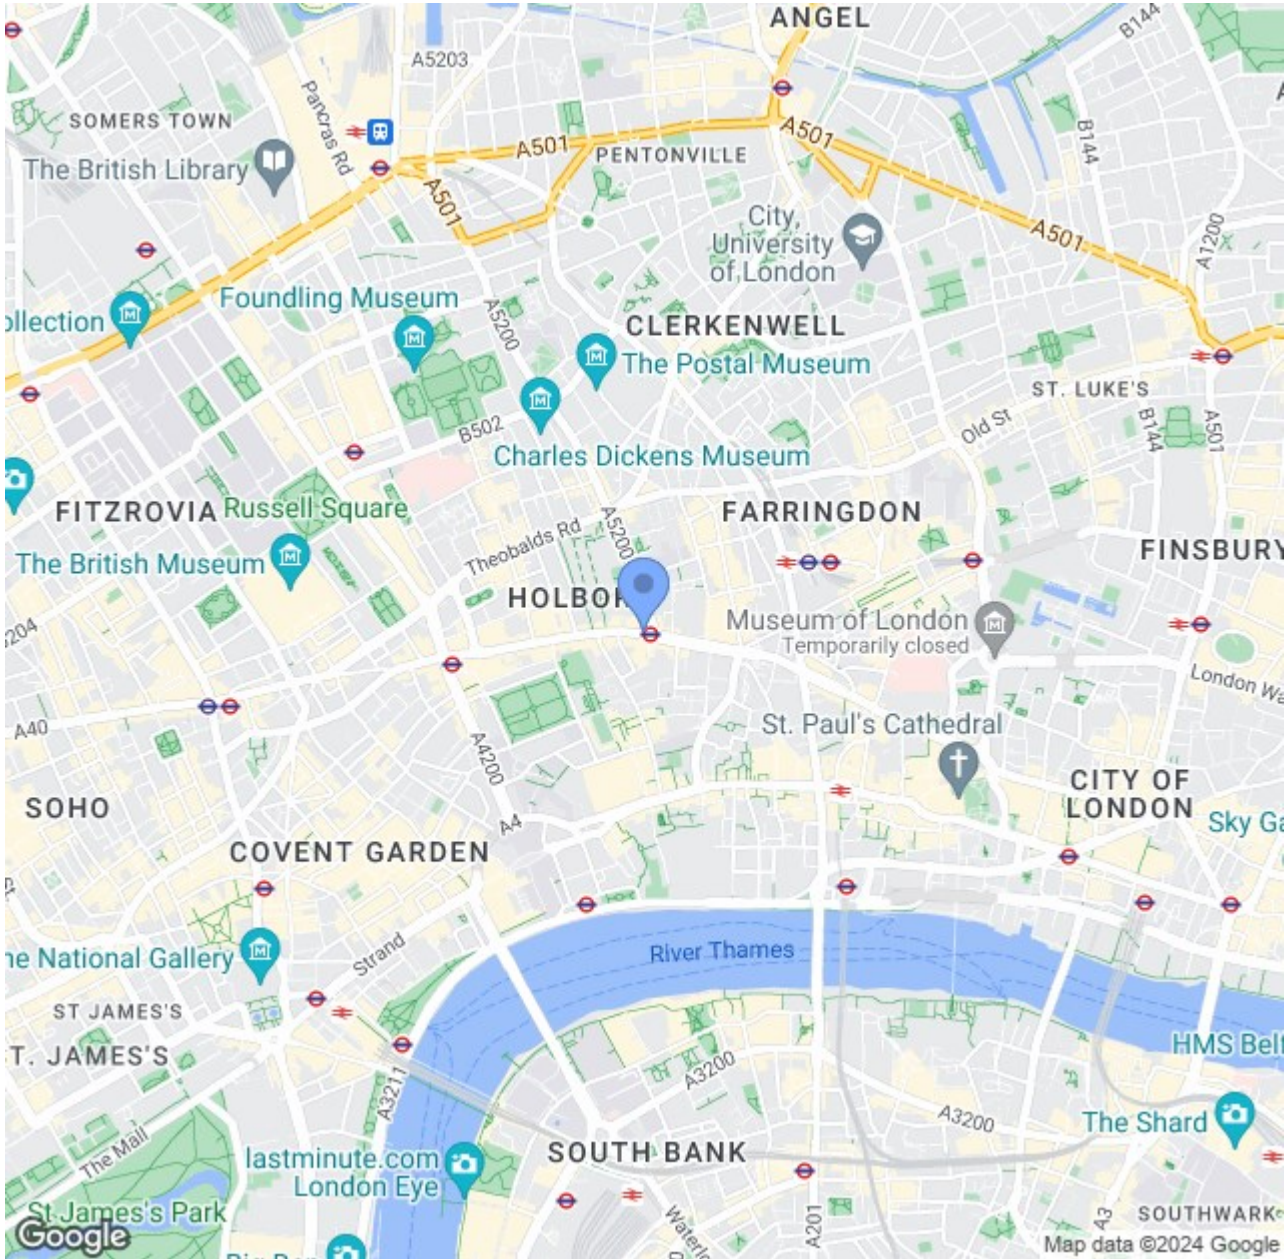 ANGEL
B144
A5203
Pancras Rd
SOMERS TOWN
A501
A501
PENTONVILLE
B144
The British Library
A501
City,
University
of London
A501
A1200
Foundling Museum
ollection
A5200
CLERKENWELL
The Postal Museum
ST. LUKE'S
B144
A501
B502
Old St
Charles Dickens Museum
FITZROVIA
Russell Square
A5200
FARRINGDON
Theobalds Rd
The British Museum
FINSBURY
HOLBOR
Museum of London
Temporarily closed
204
London Wa
A40
St. Paul's Cathedral
A4200
CITY OF
LONDON
SOHO
A4
Sky Ga
COVENT GARDEN
St
River Thames
Strand
he National Gallery
ST JAMES'S
T. JAMES'S
HMS Belf
A3200
A3211
A3200
The Shard
The Mall
SOUTH BANK
lastminute.com
London Eye
St James's Park
Waterlo
A201
A3
SOUTHWARK
Google
Big Ben
Map data ©2024 Google